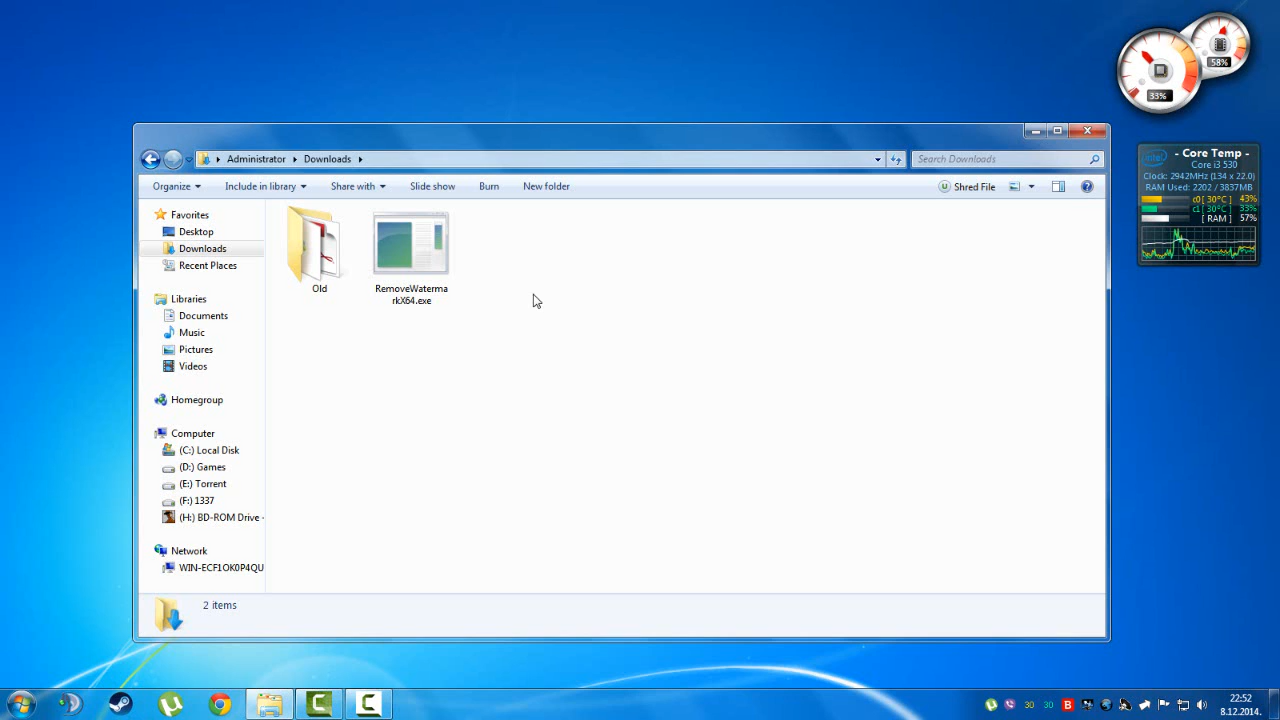 58%
33%
- Core Temp -
Core i3 530
Clock: 2942MHz (134 x 22.0)
RAM Used: 2202 / 3837MB
c0 [ 30°C ] 43%
c1 [ 30°C ] 33%
[ RAM ] 57%
Administrator
Downloads
Search Downloads
Organize
Include in library
Share with
Slide show
Burn
New folder
Shred File
Favorites
Desktop
Downloads
Recent Places
Libraries
Documents
Music
Pictures
Videos
Homegroup
Computer
(C:) Local Disk
(D:) Games
(E:) Torrent
(F:) 1337
(H:) BD-ROM Drive -
Network
WIN-ECF1OK0P4QU
Old
RemoveWaterma
rkX64.exe
2 items
30
30
B
22:52
8.12.2014.